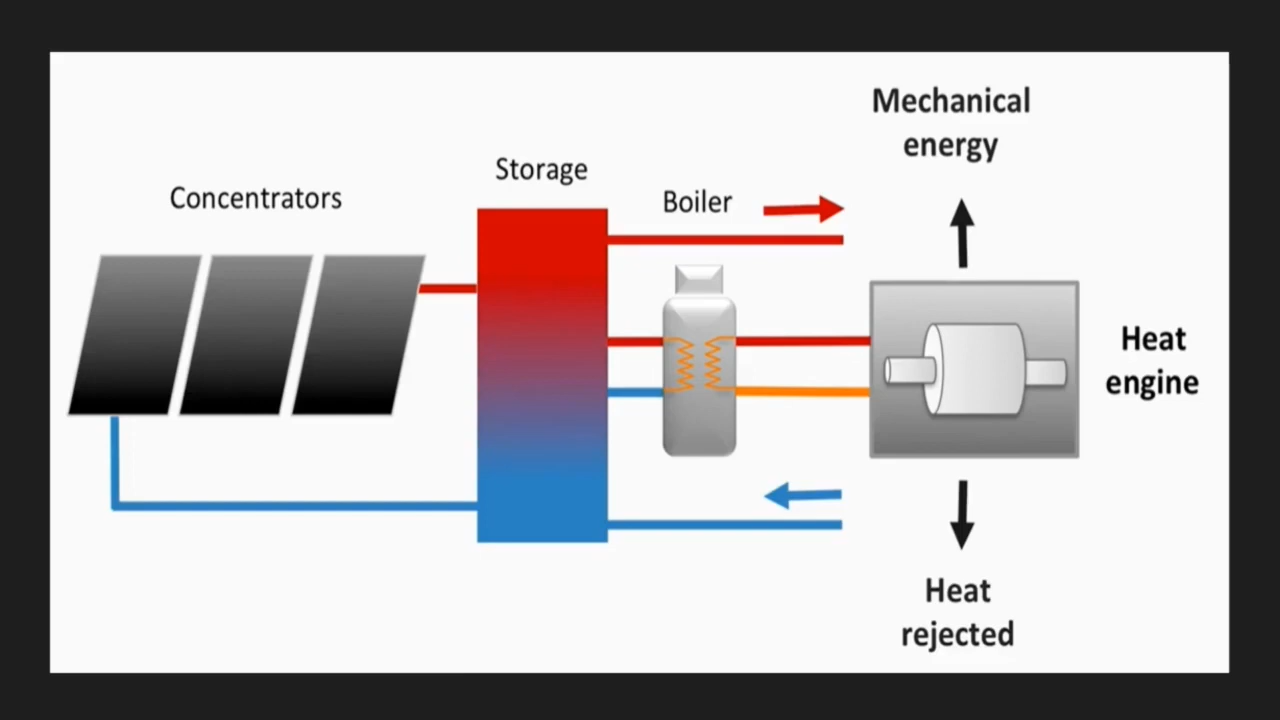 Mechanical
energy
Storage
Concentrators
Boiler
Heat
engine
Heat
rejected